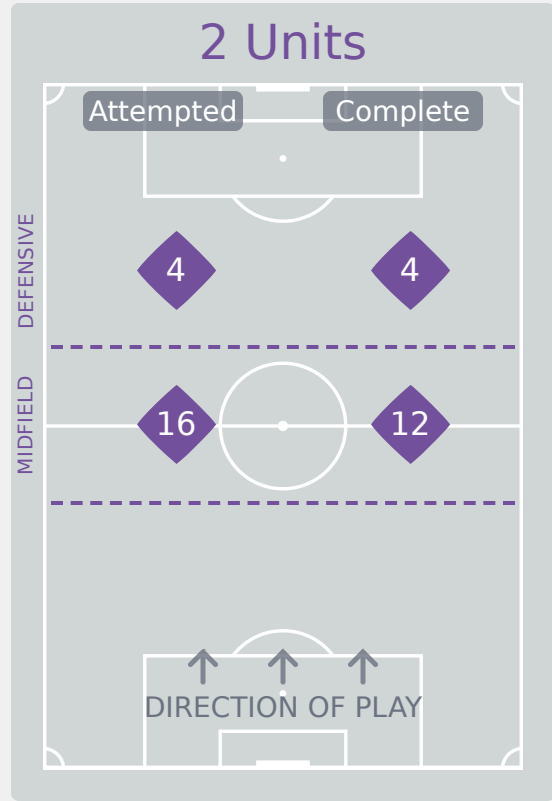 2 Units
Attempted Complete
DEFENSIVE
4 4
MIDFIELD
16 12
DIRECTION OF PLAY